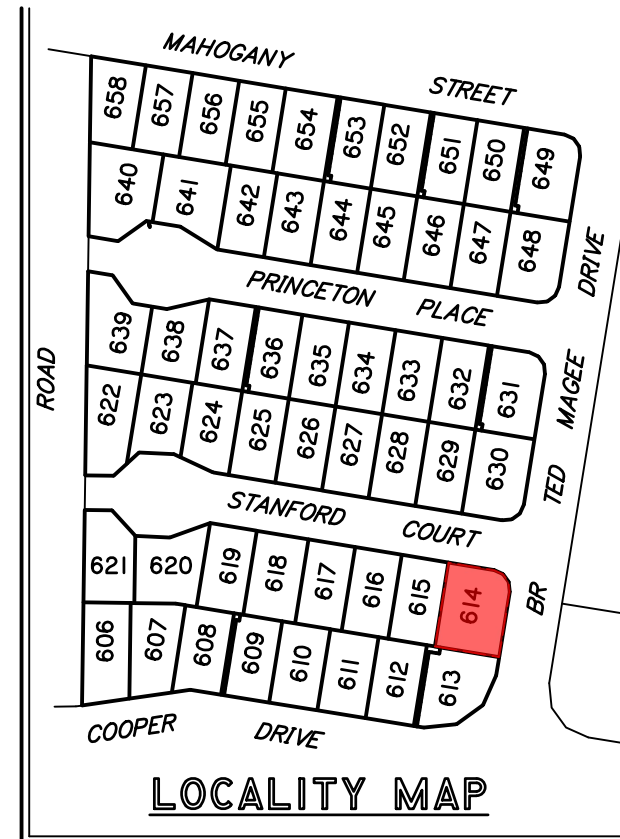 MAHOGANY STREET
658 657 656 655 654 653 652 651 650 649
640 641 642 643 644 645 646 647 648
PRINCETON PLACE
639 638 637 636 635 634 633 632 631
622 623 624 625 626 627 628 629 630
STANFORD COURT
621 620 619 618 617 616 615 614
606 607 608 609 610 611 612 613
COOPER DRIVE
ROAD
BR TED MAGEE DRIVE
LOCALITY MAP